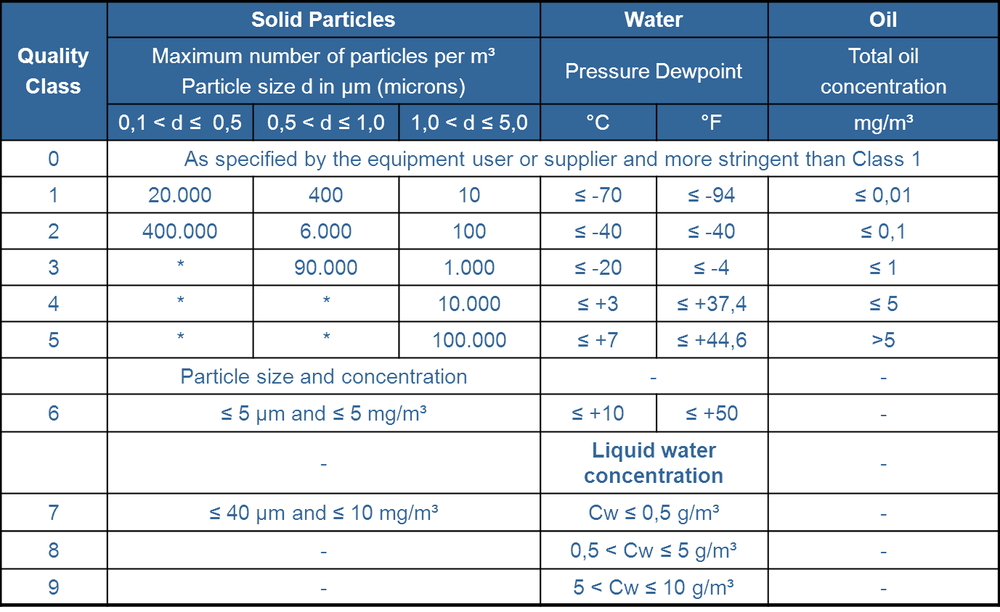 Quality Class
Solid Particles
Water
Oil
Maximum number of particles per m³
Particle size d in µm (microns)
Pressure Dewpoint
Total oil
concentration
0,1 < d ≤ 0,5 0,5 < d ≤ 1,0 1,0 < d ≤ 5,0 °C °F mg/m³
0 As specified by the equipment user or supplier and more stringent than Class 1
1 20.000 400 10 ≤ -70 ≤ -94 ≤ 0,01
2 400.000 6.000 100 ≤ -40 ≤ -40 ≤ 0,1
3 * 90.000 1.000 ≤ -20 ≤ -4 ≤ 1
4 * * 10.000 ≤ +3 ≤ +37,4 ≤ 5
5 * * 100.000 ≤ +7 ≤ +44,6 >5
Particle size and concentration - -
6 ≤ 5 µm and ≤ 5 mg/m³ ≤ +10 ≤ +50 -
- Liquid water
concentration -
7 ≤ 40 µm and ≤ 10 mg/m³ Cw ≤ 0,5 g/m³ -
8 - 0,5 < Cw ≤ 5 g/m³ -
9 - 5 < Cw ≤ 10 g/m³ -